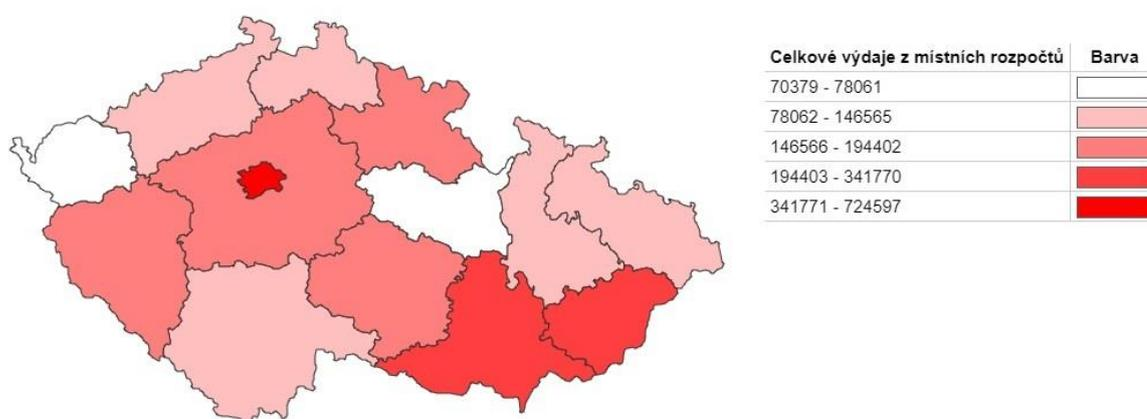 Celkové výdaje z místních rozpočtů Barva
70379 - 78061
78062 - 146565
146566 - 194402
194403 - 341770
341771 - 724597